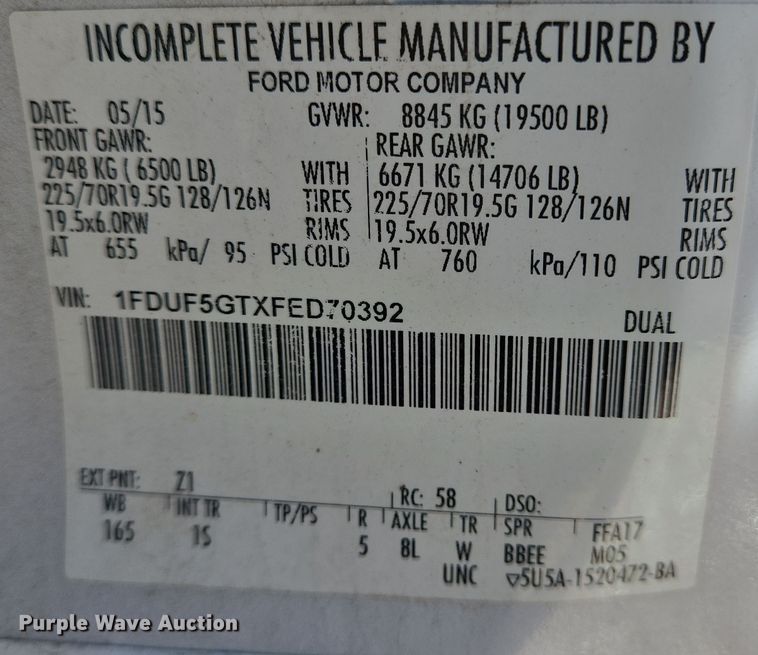 INCOMPLETE VEHICLE MANUFACTURED BY
FORD MOTOR COMPANY
DATE: 05/15 GVWR: 8845 KG (19500 LB)
FRONT GAWR: REAR GAWR:
2948 KG ( 6500 LB) WITH 6671 KG (14706 LB) WITH
225/70R19.5G 128/126N TIRES 225/70R19.5G 128/126N TIRES
19.5x6.0RW RIMS 19.5x6.0RW RIMS
AT 655 kPa/ 95 PSI COLD AT 760 kPa/110 PSI COLD
VIN: 1FDUF5GTXFED70392
DUAL
EXT PNT: Z1 RC: 58 DSO:
WB INT TR TP/PS R AXLE TR SPR FFA17
165 1S 5 8L W BBEE M05
UNC ▽5U5A-1520472-BA
Purple Wave Auction